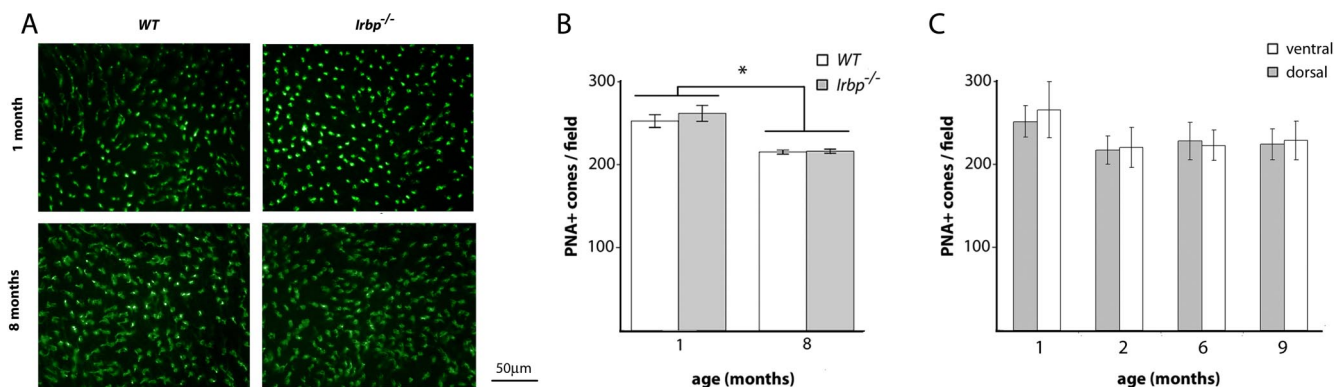 A
WT
Irbp-/-
1 month
8 months
50μm
B
WT
Irbp-/-
*
PNA+ cones / field
300
200
100
1
8
age (months)
C
ventral
dorsal
PNA+ cones / field
300
200
100
1
2
6
9
age (months)